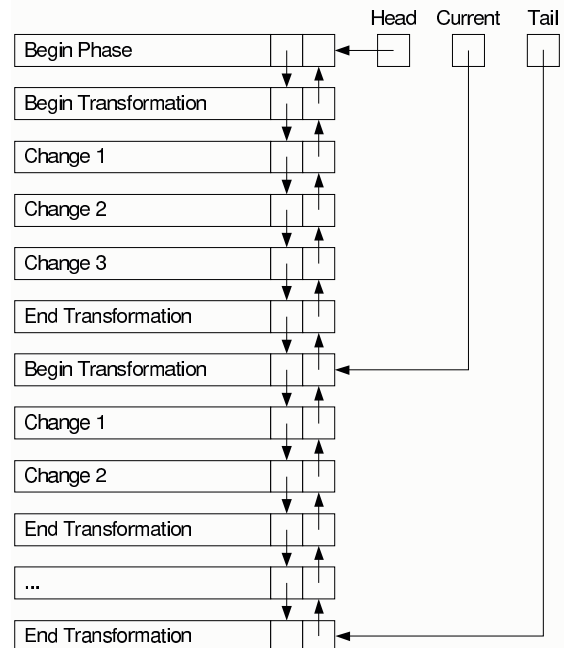 Head Current Tail
Begin Phase
Begin Transformation
Change 1
Change 2
Change 3
End Transformation
Begin Transformation
Change 1
Change 2
End Transformation
...
End Transformation